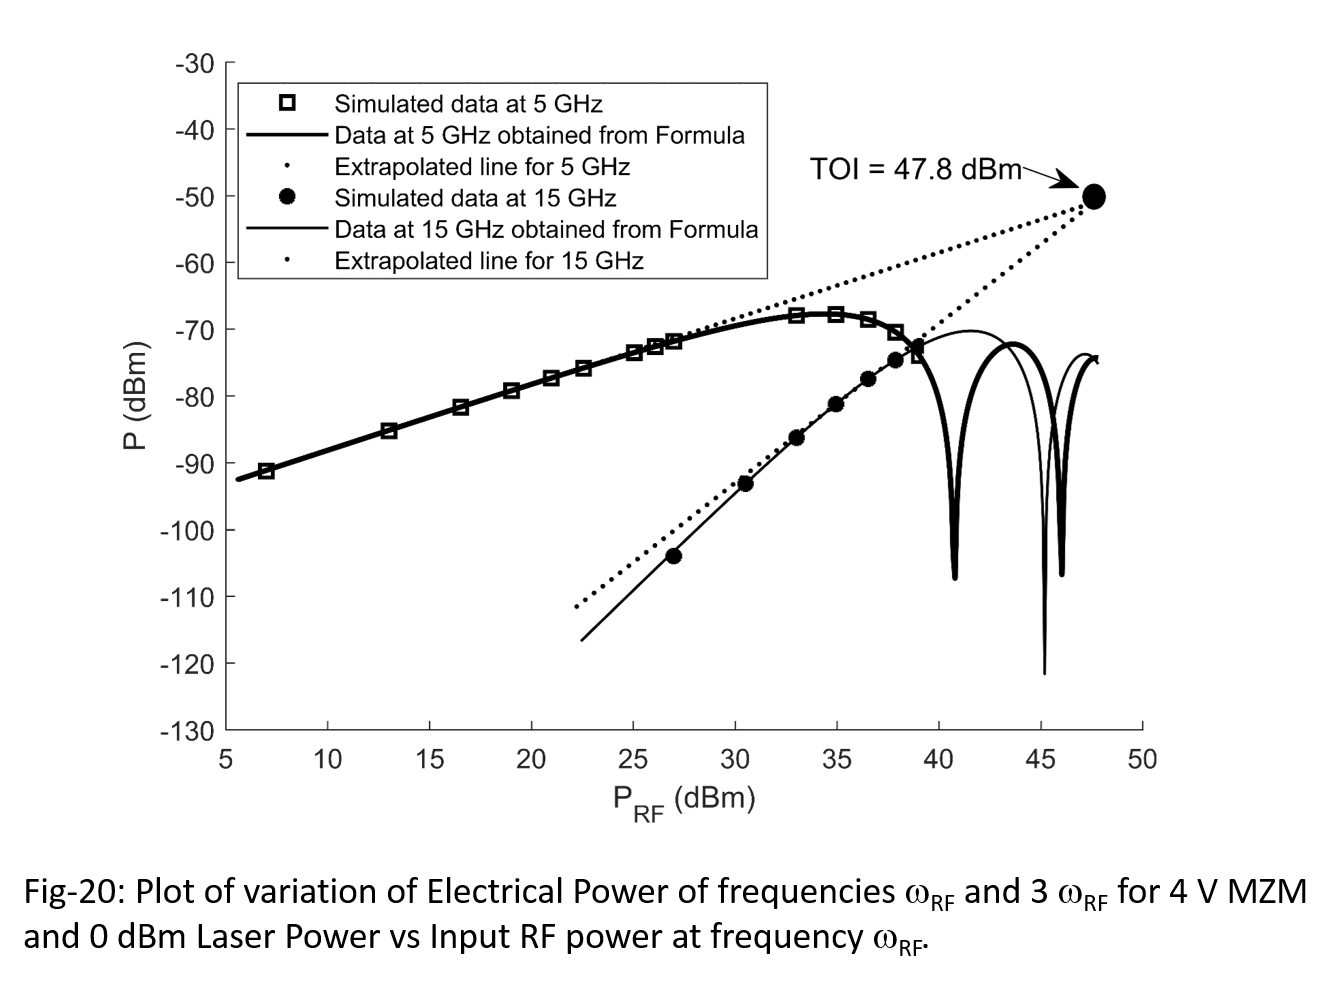 -30
-40
-50
-60
-70
-80
-90
-100
-110
-120
-130
P (dBm)
Simulated data at 5 GHz
Data at 5 GHz obtained from Formula
Extrapolated line for 5 GHz
Simulated data at 15 GHz
Data at 15 GHz obtained from Formula
Extrapolated line for 15 GHz
TOI = 47.8 dBm
5 10 15 20 25 30 35 40 45 50
P_RF (dBm)
Fig-20: Plot of variation of Electrical Power of frequencies ω_RF and 3 ω_RF for 4 V MZM
and 0 dBm Laser Power vs Input RF power at frequency ω_RF.